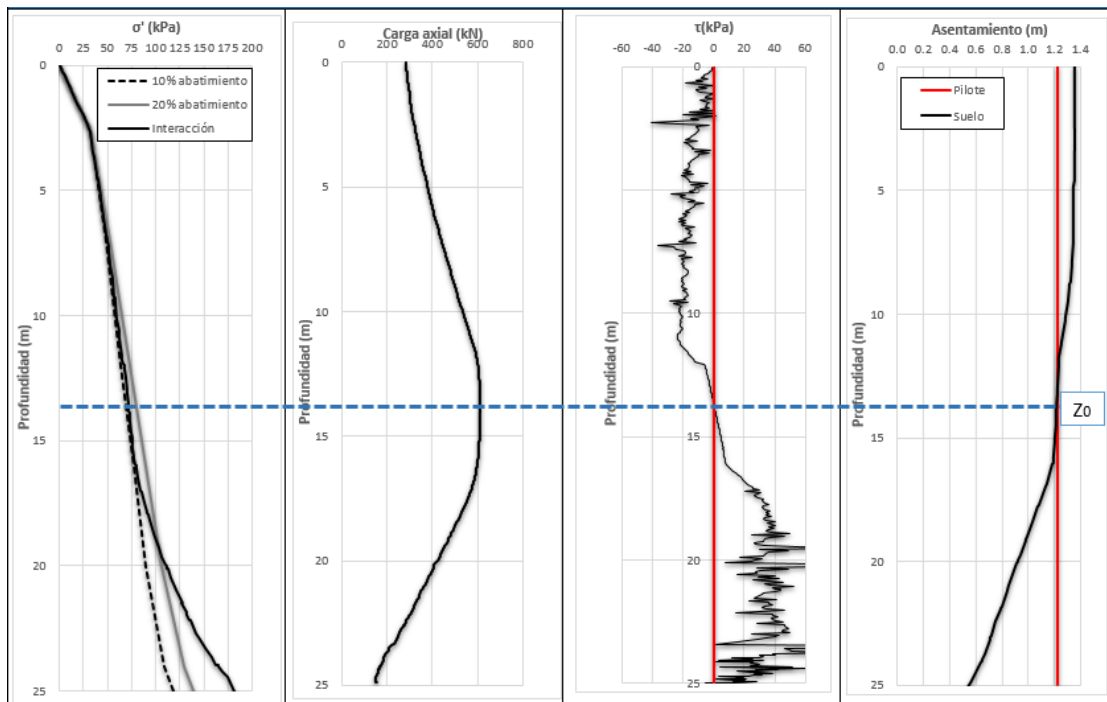 σ' (kPa)
0 25 50 75 100 125 150 175 200
0
5
10
15
20
25
Profundidad (m)
10% abatimiento
20% abatimiento
Interacción
Carga axial (kN)
0 200 400 600 800
0
5
10
15
20
25
Profundidad (m)
τ(kPa)
-60 -40 -20 0 20 40 60
0
5
10
15
20
25
Profundidad (m)
Asentamiento (m)
0.0 0.2 0.4 0.6 0.8 1.0 1.2 1.4
0
5
10
15
20
25
Profundidad (m)
Pilote
Suelo
Z0